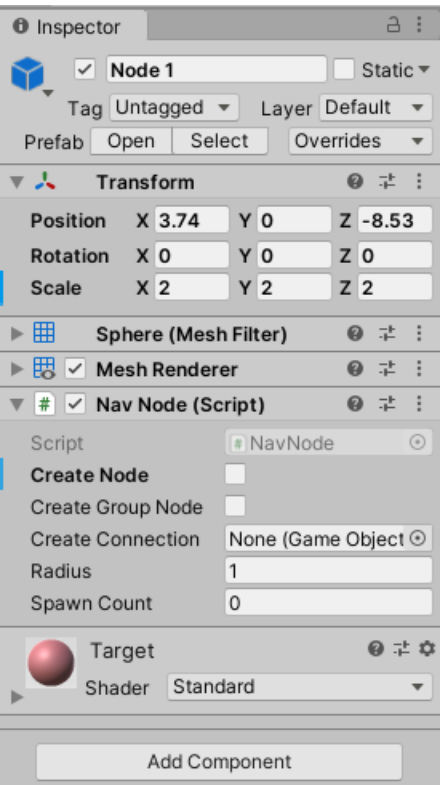 Inspector
Node 1 Static
Tag Untagged Layer Default
Prefab Open Select Overrides
Transform
Position X 3.74 Y 0 Z -8.53
Rotation X 0 Y 0 Z 0
Scale X 2 Y 2 Z 2
Sphere (Mesh Filter)
Mesh Renderer
# Nav Node (Script)
Script # NavNode
Create Node
Create Group Node
Create Connection None (Game Object
Radius 1
Spawn Count 0
Target
Shader Standard
Add Component